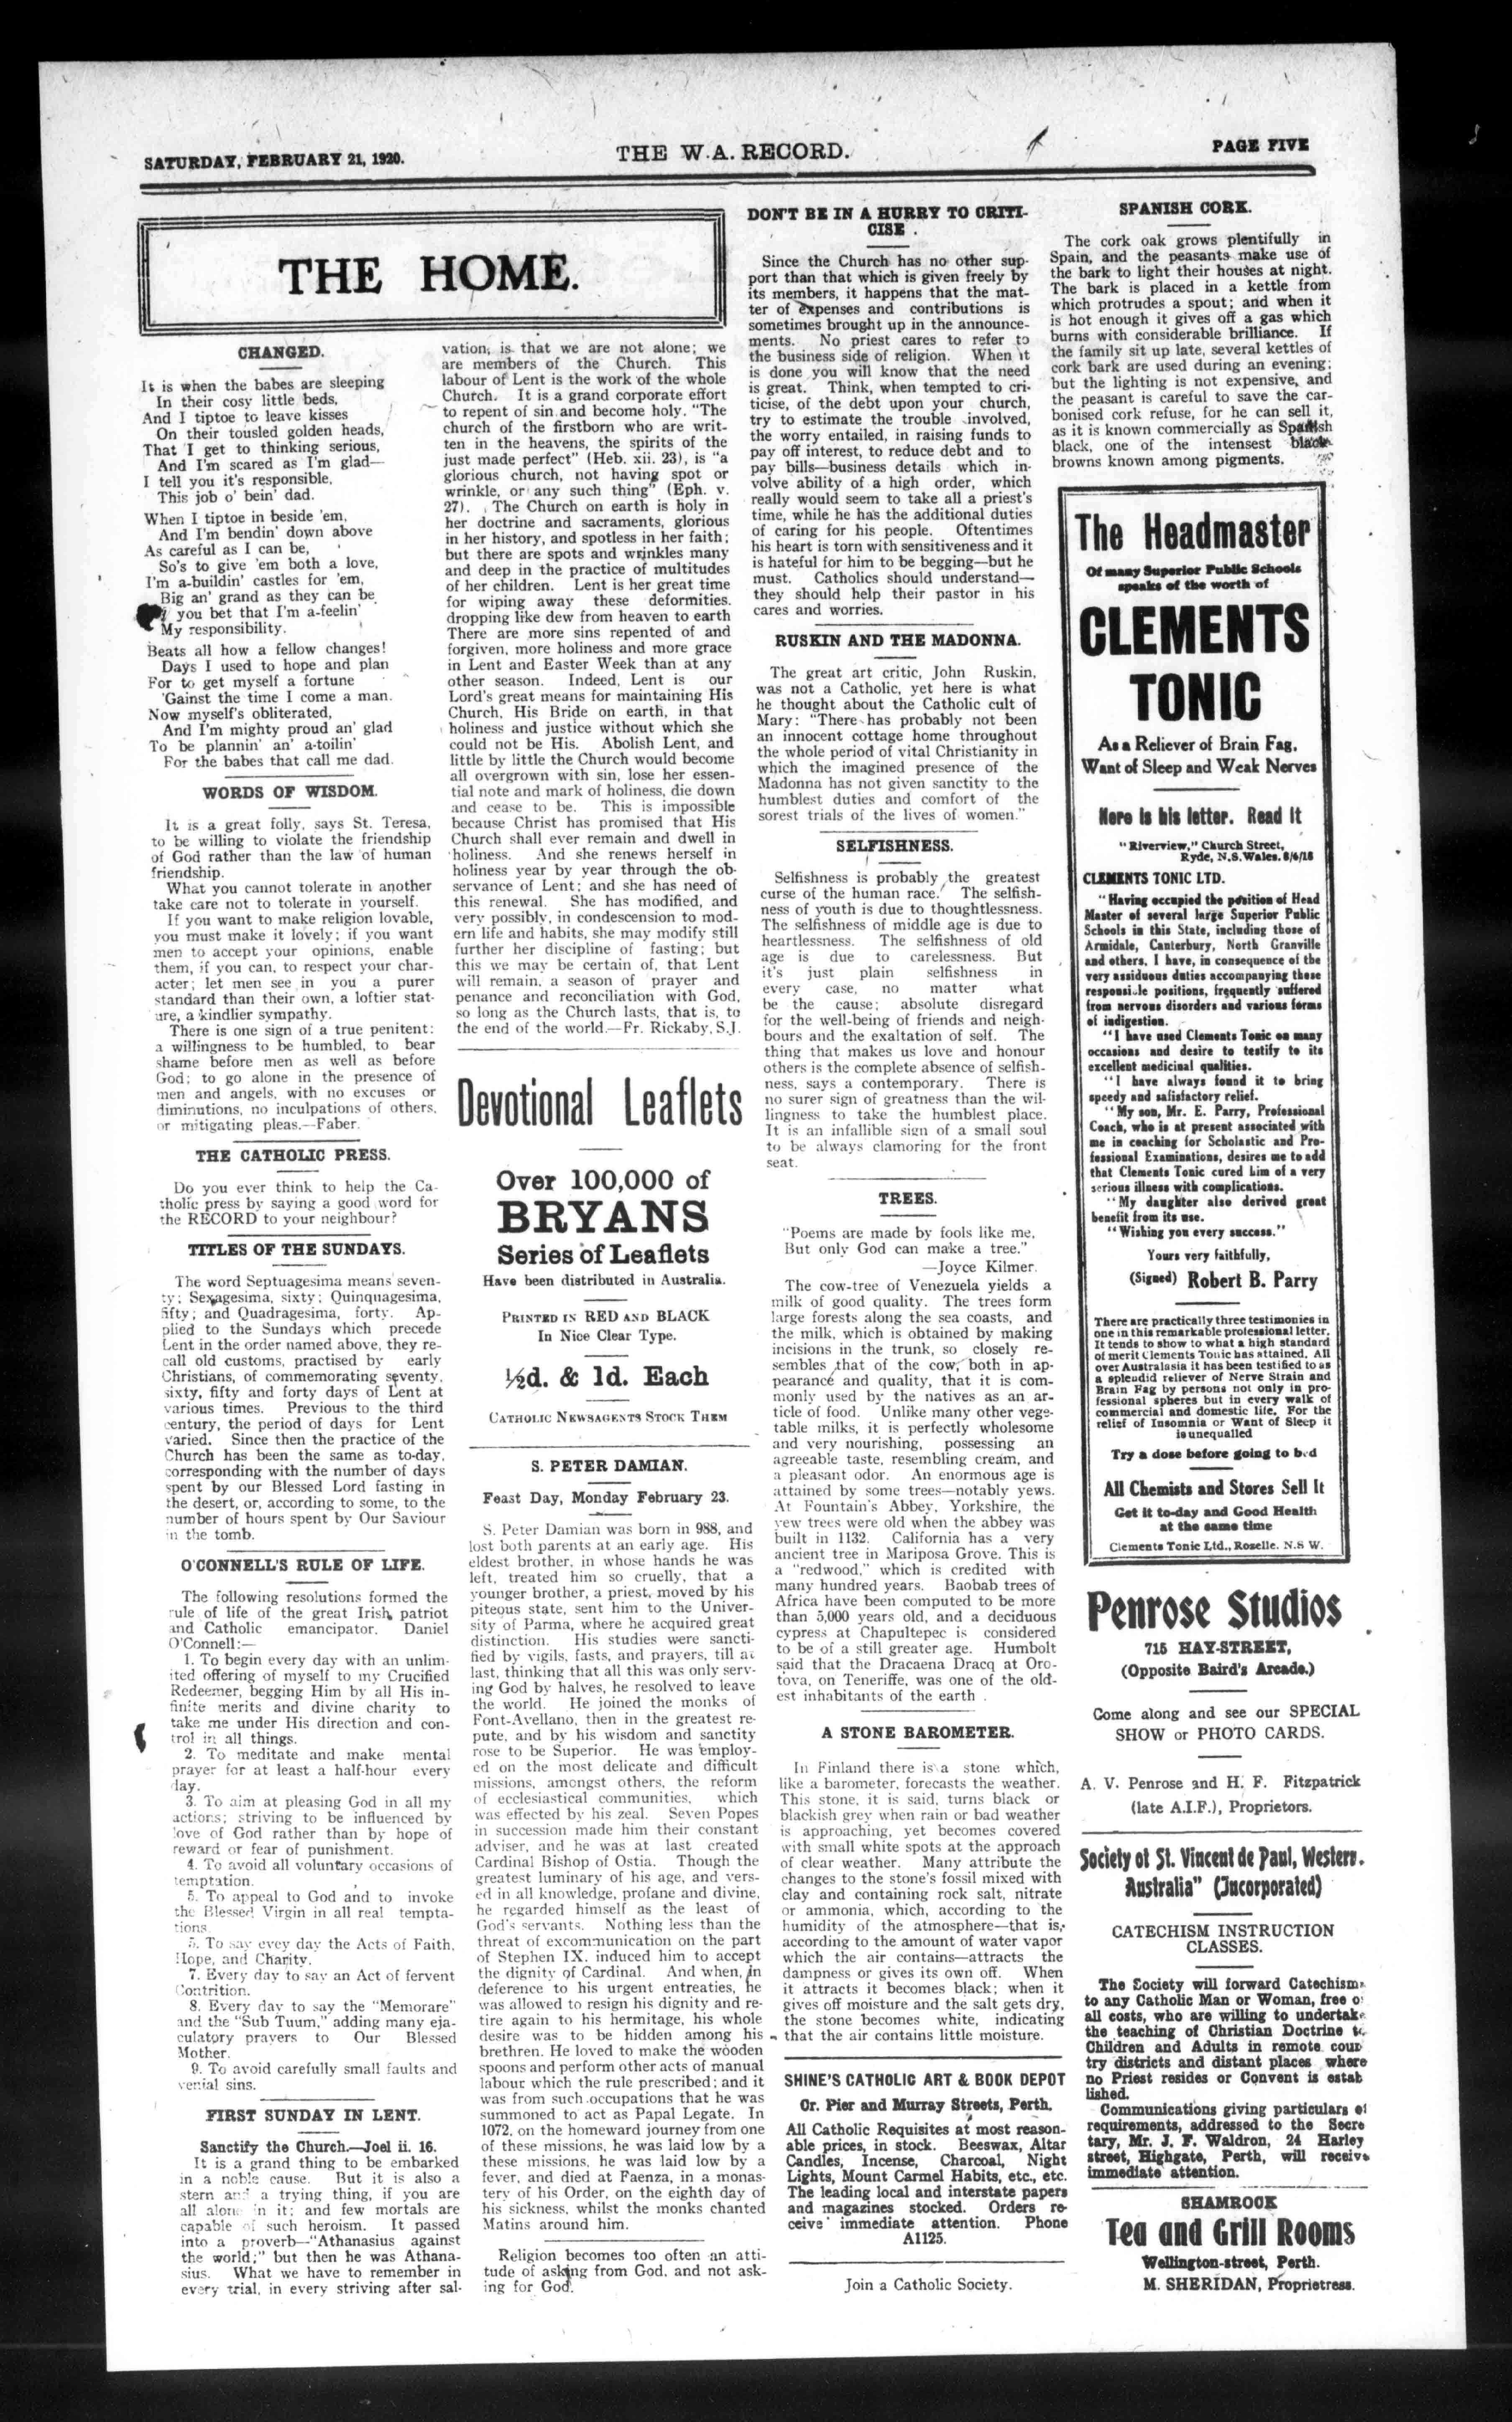 SATURDAY, FEBRUARY 21, 1920.
THE W.A. RECORD.
PAGE FIVE
THE HOME.
CHANGED.
It is when the babes are sleeping
In their cosy little beds,
And I tiptoe to leave kisses
On their tousled golden heads,
That I get to thinking serious,
And I'm scared as I'm glad—
I tell you it's responsible,
This job o' bein' dad.
When I tiptoe in beside 'em,
And I'm bendin' down above
As careful as I can be,
So's to give 'em both a love,
I'm a-buildin' castles for 'em,
Big an' grand as they can be
you bet that I'm a-feelin'
My responsibility.
Beats all how a fellow changes!
Days I used to hope and plan
For to get myself a fortune
'Gainst the time I come a man.
Now myself's obliterated,
And I'm mighty proud an' glad
To be plannin' an' a-toilin'
For the babes that call me dad.
WORDS OF WISDOM.
It is a great folly, says St. Teresa,
to be willing to violate the friendship
of God rather than the law of human
friendship.
What you cannot tolerate in another
take care not to tolerate in yourself.
If you want to make religion lovable,
you must make it lovely; if you want
men to accept your opinions, enable
them, if you can, to respect your char-
acter; let men see in you a purer
standard than their own, a loftier stat-
ure, a kindlier sympathy.
There is one sign of a true penitent:
a willingness to be humbled, to bear
shame before men as well as before
God; to go alone in the presence of
men and angels, with no excuses or
diminutions, no inculpations of others,
or mitigating pleas.—Faber.
THE CATHOLIC PRESS.
Do you ever think to help the Ca-
tholic press by saying a good word for
the RECORD to your neighbour?
TITLES OF THE SUNDAYS.
The word Septuagesima means seven-
ty; Sexagesima, sixty; Quinquagesima,
fifty; and Quadragesima, forty. Ap-
plied to the Sundays which precede
Lent in the order named above, they re-
call old customs, practised by early
Christians, of commemorating seventy,
sixty, fifty and forty days of Lent at
various times. Previous to the third
century, the period of days for Lent
varied. Since then the practice of the
Church has been the same as to-day,
corresponding with the number of days
spent by our Blessed Lord fasting in
the desert, or, according to some, to the
number of hours spent by Our Saviour
in the tomb.
O'CONNELL'S RULE OF LIFE.
The following resolutions formed the
rule of life of the great Irish patriot
and Catholic emancipator, Daniel
O'Connell:—
1. To begin every day with an unlim-
ited offering of myself to my Crucified
Redeemer, begging Him by all His in-
finite merits and divine charity to
take me under His direction and con-
trol in all things.
2. To meditate and make mental
prayer for at least a half-hour every
day.
3. To aim at pleasing God in all my
actions; striving to be influenced by
love of God rather than by hope of
reward or fear of punishment.
4. To avoid all voluntary occasions of
temptation.
5. To appeal to God and to invoke
the Blessed Virgin in all real tempta-
tions.
5. To say evey day the Acts of Faith,
Hope, and Charity.
7. Every day to say an Act of fervent
Contrition.
8. Every day to say the "Memorare"
and the "Sub Tuum," adding many eja-
culatory prayers to Our Blessed
Mother.
9. To avoid carefully small faults and
venial sins.
FIRST SUNDAY IN LENT.
Sanctify the Church.—Joel ii. 16.
It is a grand thing to be embarked
in a noble cause. But it is also a
stern and a trying thing, if you are
all alone in it; and few mortals are
capable of such heroism. It passed
into a proverb—"Athanasius against
the world;" but then he was Athana-
sius. What we have to remember in
every trial, in every striving after sal-
vation, is that we are not alone; we
are members of the Church. This
labour of Lent is the work of the whole
Church. It is a grand corporate effort
to repent of sin and become holy. "The
church of the firstborn who are writ-
ten in the heavens, the spirits of the
just made perfect" (Heb. xii. 23), is "a
glorious church, not having spot or
wrinkle, or any such thing" (Eph. v.
27). The Church on earth is holy in
her doctrine and sacraments, glorious
in her history, and spotless in her faith;
but there are spots and wrinkles many
and deep in the practice of multitudes
of her children. Lent is her great time
for wiping away these deformities.
dropping like dew from heaven to earth
There are more sins repented of and
forgiven, more holiness and more grace
in Lent and Easter Week than at any
other season. Indeed, Lent is our
Lord's great means for maintaining His
Church, His Bride on earth, in that
holiness and justice without which she
could not be His. Abolish Lent, and
little by little the Church would become
all overgrown with sin, lose her essen-
tial note and mark of holiness, die down
and cease to be. This is impossible
because Christ has promised that His
Church shall ever remain and dwell in
holiness. And she renews herself in
holiness year by year through the ob-
servance of Lent; and she has need of
this renewal. She has modified, and
very possibly, in condescension to mod-
ern life and habits, she may modify still
further her discipline of fasting; but
this we may be certain of, that Lent
will remain, a season of prayer and
penance and reconciliation with God,
so long as the Church lasts, that is, to
the end of the world.—Fr. Rickaby, S.J.
Devotional Leaflets
Over 100,000 of
BRYANS
Series of Leaflets
Have been distributed in Australia.
PRINTED IN RED AND BLACK
In Nice Clear Type.
½d. & 1d. Each
CATHOLIC NEWSAGENTS STOCK THEM
S. PETER DAMIAN.
Feast Day, Monday February 23.
S. Peter Damian was born in 988, and
lost both parents at an early age. His
eldest brother, in whose hands he was
left, treated him so cruelly, that a
younger brother, a priest, moved by his
piteous state, sent him to the Univer-
sity of Parma, where he acquired great
distinction. His studies were sancti-
fied by vigils, fasts, and prayers, till at
last, thinking that all this was only serv-
ing God by halves, he resolved to leave
the world. He joined the monks of
Font-Avellano, then in the greatest re-
pute, and by his wisdom and sanctity
rose to be Superior. He was employ-
ed on the most delicate and difficult
missions, amongst others, the reform
of ecclesiastical communities, which
was effected by his zeal. Seven Popes
in succession made him their constant
adviser, and he was at last created
Cardinal Bishop of Ostia. Though the
greatest luminary of his age, and vers-
ed in all knowledge, profane and divine,
he regarded himself as the least of
God's servants. Nothing less than the
threat of excommunication on the part
of Stephen IX. induced him to accept
the dignity of Cardinal. And when, in
deference to his urgent entreaties, he
was allowed to resign his dignity and re-
tire again to his hermitage, his whole
desire was to be hidden among his
brethren. He loved to make the wooden
spoons and perform other acts of manual
labour which the rule prescribed; and it
was from such occupations that he was
summoned to act as Papal Legate. In
1072, on the homeward journey from one
of these missions, he was laid low by a
these missions, he was laid low by a
fever, and died at Faenza, in a monas-
tery of his Order, on the eighth day of
his sickness, whilst the monks chanted
Matins around him.
Religion becomes too often an atti-
tude of asking from God, and not ask-
ing for God.
DON'T BE IN A HURRY TO CRITI-
CISE .
Since the Church has no other sup-
port than that which is given freely by
its members, it happens that the mat-
ter of expenses and contributions is
sometimes brought up in the announce-
ments. No priest cares to refer to
the business side of religion. When it
is done you will know that the need
is great. Think, when tempted to cri-
ticise, of the debt upon your church,
try to estimate the trouble involved,
the worry entailed, in raising funds to
pay off interest, to reduce debt and to
pay bills—business details which in-
volve ability of a high order, which
really would seem to take all a priest's
time, while he has the additional duties
of caring for his people. Oftentimes
his heart is torn with sensitiveness and it
is hateful for him to be begging—but he
must. Catholics should understand—
they should help their pastor in his
cares and worries.
RUSKIN AND THE MADONNA.
The great art critic, John Ruskin,
was not a Catholic, yet here is what
he thought about the Catholic cult of
Mary: "There has probably not been
an innocent cottage home throughout
the whole period of vital Christianity in
which the imagined presence of the
Madonna has not given sanctity to the
humblest duties and comfort of the
sorest trials of the lives of women."
SELFISHNESS.
Selfishness is probably the greatest
curse of the human race. The selfish-
ness of youth is due to thoughtlessness.
The selfishness of middle age is due to
heartlessness. The selfishness of old
age is due to carelessness. But
it's just plain selfishness in
every case, no matter what
be the cause; absolute disregard
for the well-being of friends and neigh-
bours and the exaltation of self. The
thing that makes us love and honour
others is the complete absence of selfish-
ness, says a contemporary. There is
no surer sign of greatness than the wil-
lingness to take the humblest place.
It is an infallible sign of a small soul
to be always clamoring for the front
seat.
TREES.
"Poems are made by fools like me,
But only God can make a tree."
—Joyce Kilmer.
The cow-tree of Venezuela yields a
milk of good quality. The trees form
large forests along the sea coasts, and
the milk, which is obtained by making
incisions in the trunk, so closely re-
sembles that of the cow, both in ap-
pearance and quality, that it is com-
monly used by the natives as an ar-
ticle of food. Unlike many other vege-
table milks, it is perfectly wholesome
and very nourishing, possessing an
agreeable taste, resembling cream, and
a pleasant odor. An enormous age is
attained by some trees—notably yews.
At Fountain's Abbey, Yorkshire, the
yew trees were old when the abbey was
built in 1132. California has a very
ancient tree in Mariposa Grove. This is
a "redwood," which is credited with
many hundred years. Baobab trees of
Africa have been computed to be more
than 5,000 years old, and a deciduous
cypress at Chapultepec is considered
to be of a still greater age. Humbolt
said that the Dracaena Dracq at Oro-
tova, on Teneriffe, was one of the old-
est inhabitants of the earth .
A STONE BAROMETER.
In Finland there is a stone which,
like a barometer, forecasts the weather.
This stone, it is said, turns black or
blackish grey when rain or bad weather
is approaching, yet becomes covered
with small white spots at the approach
of clear weather. Many attribute the
changes to the stone's fossil mixed with
clay and containing rock salt, nitrate
or ammonia, which, according to the
humidity of the atmosphere—that is,
according to the amount of water vapor
which the air contains—attracts the
dampness or gives its own off. When
it attracts it becomes black; when it
gives off moisture and the salt gets dry,
the stone becomes white, indicating
that the air contains little moisture.
SHINE'S CATHOLIC ART & BOOK DEPOT
Cr. Pier and Murray Streets, Perth.
All Catholic Requisites at most reason-
able prices, in stock. Beeswax, Altar
Candles, Incense, Charcoal, Night
Lights, Mount Carmel Habits, etc., etc.
The leading local and interstate papers
and magazines stocked. Orders re-
ceive immediate attention. Phone
A1125.
Join a Catholic Society.
SPANISH CORK.
The cork oak grows plentifully in
Spain, and the peasants make use of
the bark to light their houses at night.
The bark is placed in a kettle from
which protrudes a spout; and when it
is hot enough it gives off a gas which
burns with considerable brilliance. If
the family sit up late, several kettles of
cork bark are used during an evening;
but the lighting is not expensive, and
the peasant is careful to save the car-
bonised cork refuse, for he can sell it,
as it is known commercially as Spanish
black, one of the intensest black-
browns known among pigments.
The Headmaster
Of many Superior Public Schools
speaks of the worth of
CLEMENTS
TONIC
As a Reliever of Brain Fag,
Want of Sleep and Weak Nerves
Here is his letter. Read It
"Riverview," Church Street,
Ryde, N.S.Wales. 8/6/18
CLEMENTS TONIC LTD.
"Having occupied the position of Head
Master of several large Superior Public
Schools in this State, including those of
Armidale, Canterbury, North Granville
and others, I have, in consequence of the
very assiduous duties accompanying these
responsible positions, frequently suffered
from nervous disorders and various forms
of indigestion.
"I have used Clements Tonic on many
occasions and desire to testify to its
excellent medicinal qualities.
"I have always found it to bring
speedy and satisfactory relief.
"My son, Mr. E. Parry, Professional
Coach, who is at present associated with
me in coaching for Scholastic and Pro-
fessional Examinations, desires me to add
that Clements Tonic cured him of a very
serious illness with complications.
"My daughter also derived great
benefit from its use.
"Wishing you every success."
Yours very faithfully,
(Signed) Robert B. Parry
There are practically three testimonies in
one in this remarkable professional letter.
It tends to show to what a high standard
of merit Clements Tonic has attained. All
over Australasia it has been testified to as
a splendid reliever of Nerve Strain and
Brain Fag by persons not only in pro-
fessional spheres but in every walk of
commercial and domestic life. For the
relief of Insomnia or Want of Sleep it
is unequalled
Try a dose before going to bed
All Chemists and Stores Sell It
Get it to-day and Good Health
at the same time
Clements Tonic Ltd., Rozelle. N.S W.
Penrose Studios
715 HAY-STREET,
(Opposite Baird's Arcade.)
Come along and see our SPECIAL
SHOW or PHOTO CARDS.
A. V. Penrose and H. F. Fitzpatrick
(late A.I.F.), Proprietors.
Society of St. Vincent de Paul, Western
Australia" (Incorporated)
CATECHISM INSTRUCTION
CLASSES.
The Society will forward Catechisms
to any Catholic Man or Woman, free of
all costs, who are willing to undertake
the teaching of Christian Doctrine to
Children and Adults in remote coun
try districts and distant places where
no Priest resides or Convent is estab
lished.
Communications giving particulars of
requirements, addressed to the Secre
tary, Mr. J. F. Waldron, 24 Harley
street, Highgate, Perth, will receive
immediate attention.
SHAMROCK
Tea and Grill Rooms
Wellington-street, Perth.
M. SHERIDAN, Proprietress.